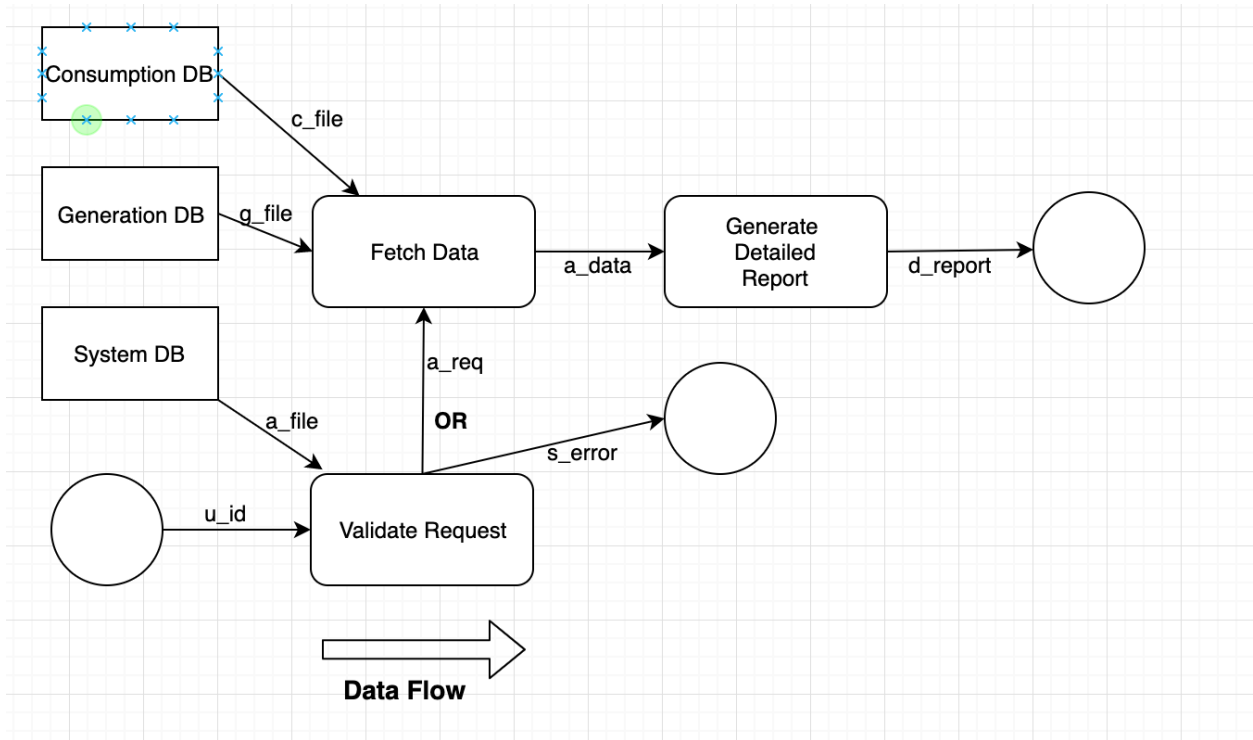 Consumption DB
c_file
Generation DB
g_file
Fetch Data
a_data
Generate
Detailed
Report
d_report
System DB
a_req
a_file
OR
s_error
u_id
Validate Request
Data Flow